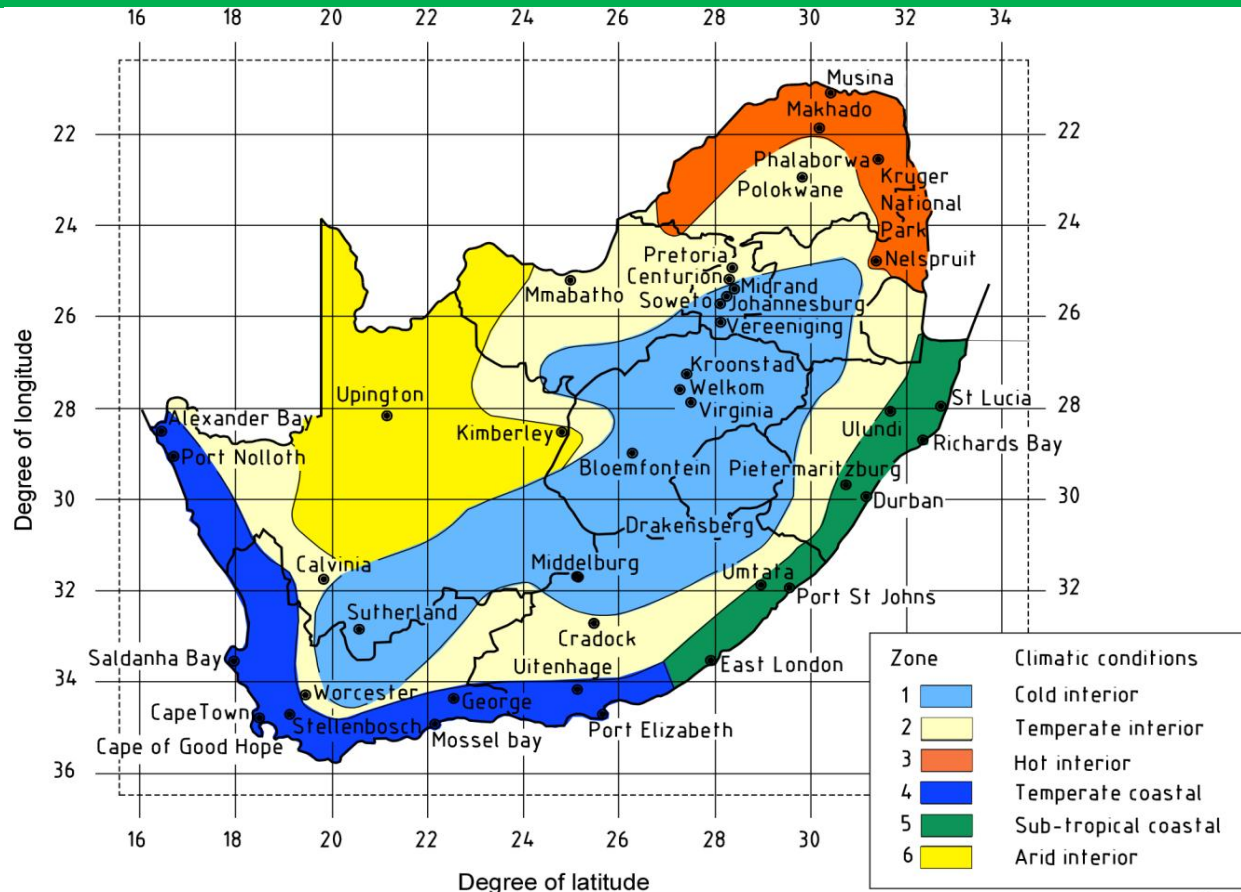 16 18 20 22 24 26 28 30 32 34
Musina
Makhado
22 22
Phalaborwa
Kruger
Polokwane
National
24 24
Park
Pretoria
Nelspruit
Centurion
Mmabatho
Midrand
Soweto
Johannesburg
26 26
Vereeniging
Kroonstad
Upington
Welkom
St Lucia
28 28
Virginia
Alexander Bay
Ulundi
Kimberley
Richards Bay
Port Nolloth
Bloemfontein
Pietermaritzburg
30 30
Durban
Drakensberg
Calvinia
Middelburg
Umtata
32 32
Port St Johns
Sutherland
Cradock
Saldanha Bay
Uitenhage
East London
34
Worcester
George
CapeTown
Stellenbosch
Port Elizabeth
Mossel bay
Cape of Good Hope
36
16 18 20 22 24 26 28 30
Degree of longitude
Degree of latitude
Zone Climatic conditions
1 Cold interior
2 Temperate interior
3 Hot interior
4 Temperate coastal
5 Sub-tropical coastal
6 Arid interior